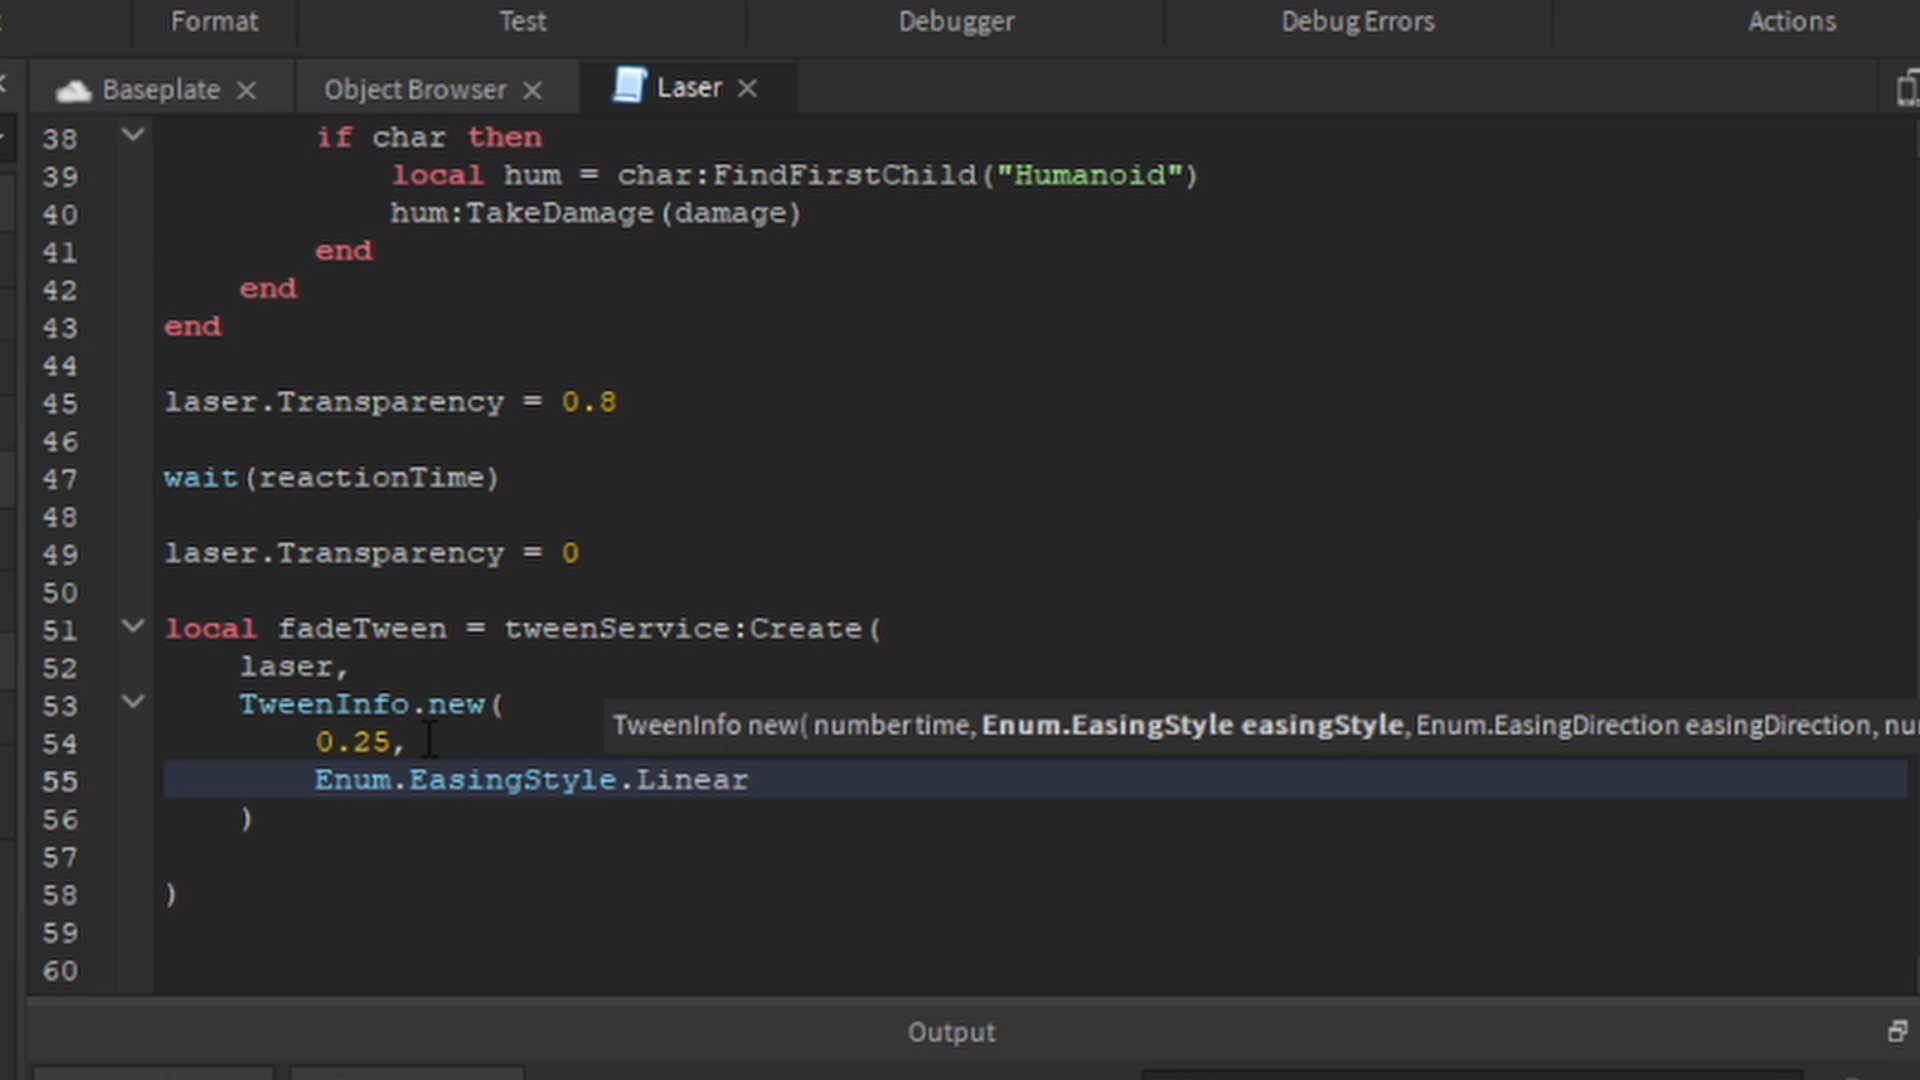 Format Test Debugger Debug Errors Actions
Baseplate Object Browser Laser
38 if char then
39 local hum = char:FindFirstChild("Humanoid")
40 hum:TakeDamage(damage)
41 end
42 end
43 end
44
45 laser.Transparency = 0.8
46
47 wait(reactionTime)
48
49 laser.Transparency = 0
50
51 local fadeTween = tweenService:Create(
52 laser,
53 TweenInfo.new(
TweenInfo new( number time, Enum.EasingStyle easingStyle, Enum.EasingDirection easingDirection,
54 0.25,
55 Enum.EasingStyle.Linear
56 )
57
58 )
59
60
Output